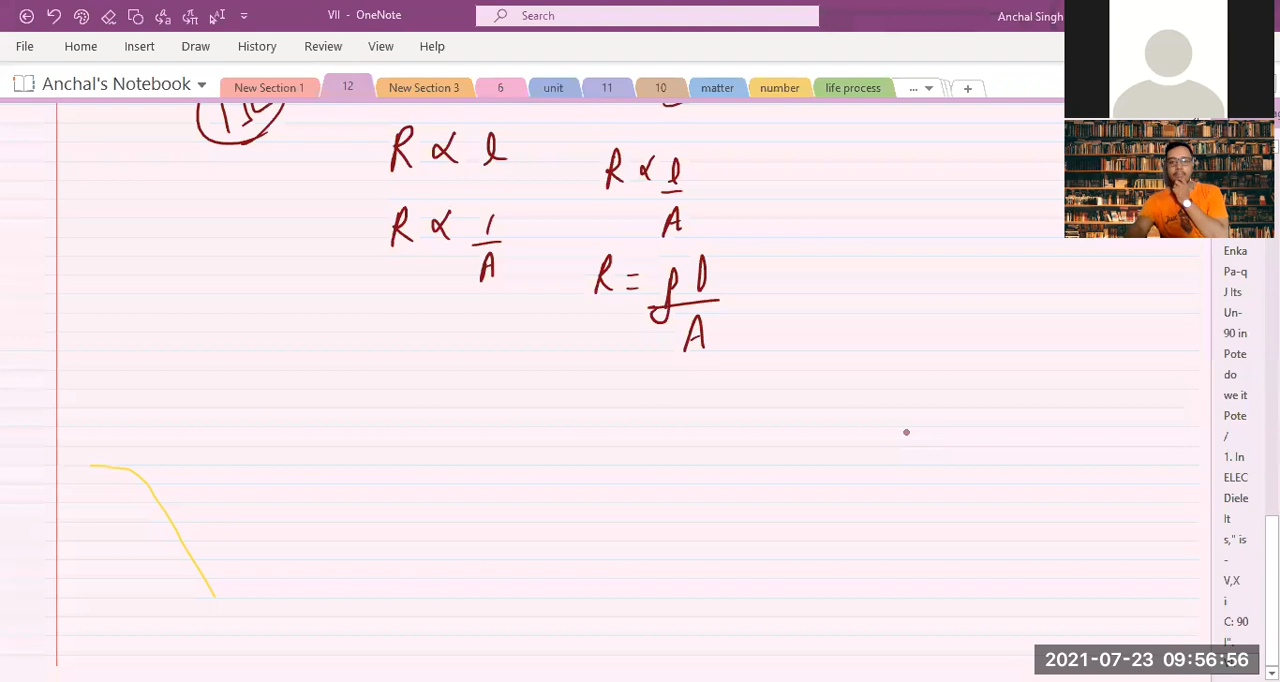 VII - OneNote
Search
Anchal Singh
File Home Insert Draw History Review View Help
Anchal's Notebook
New Section 1 12 New Section 3 6 unit 11 10 matter number life process ... +
R ∝ l
R ∝ l/A
R ∝ 1/A
R = ρl/A
Enka
Pa-q
J Its
Un-
90 in
Pote
do
we it
Pote
/
1. In
ELEC
Diele
It
s," is
-
V,X
i
C: 90
2021-07-23 09:56:56